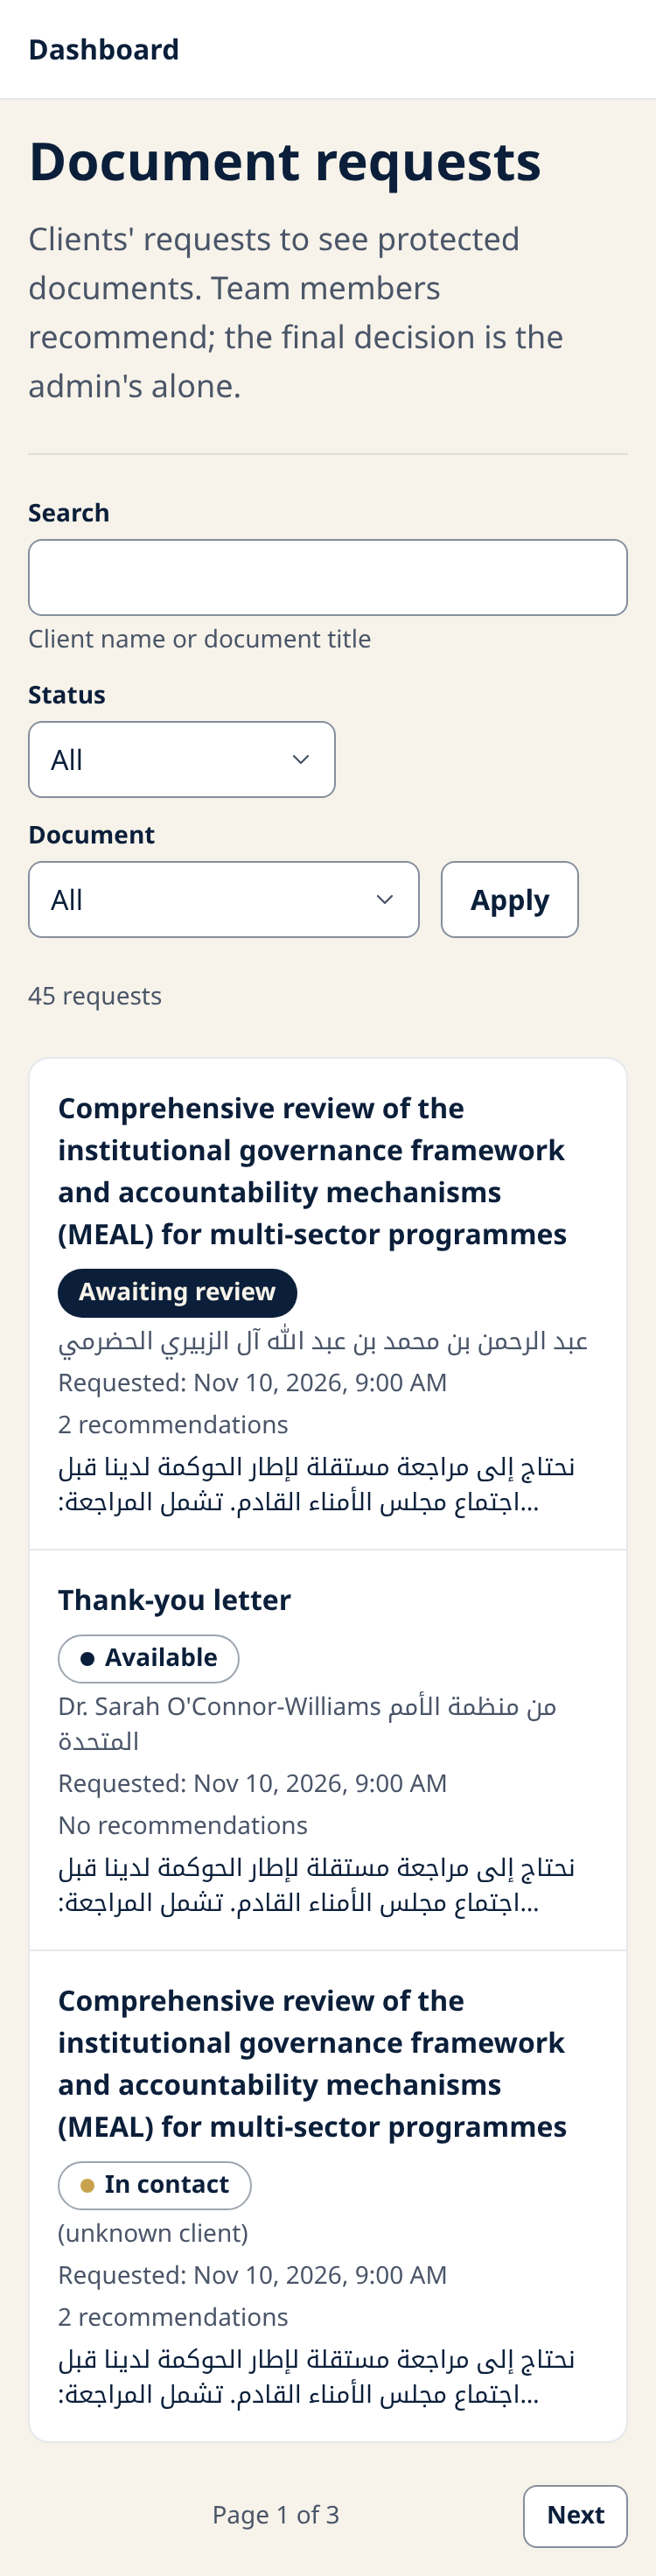 Dashboard
Document requests
Clients' requests to see protected
documents. Team members
recommend; the final decision is the
admin's alone.
Search
Client name or document title
Status
All
Document
All
Apply
45 requests
Comprehensive review of the
institutional governance framework
and accountability mechanisms
(MEAL) for multi-sector programmes
Awaiting review
عبد الرحمن بن محمد بن عبد الله آل الزبيري الحضرمي
Requested: Nov 10, 2026, 9:00 AM
2 recommendations
نحتاج إلى مراجعة مستقلة لإطار الحوكمة لدينا قبل
اجتماع مجلس الأمناء القادم. تشمل المراجعة:…
Thank-you letter
Available
Dr. Sarah O'Connor-Williams من منظمة الأمم
المتحدة
Requested: Nov 10, 2026, 9:00 AM
No recommendations
نحتاج إلى مراجعة مستقلة لإطار الحوكمة لدينا قبل
اجتماع مجلس الأمناء القادم. تشمل المراجعة:…
Comprehensive review of the
institutional governance framework
and accountability mechanisms
(MEAL) for multi-sector programmes
In contact
(unknown client)
Requested: Nov 10, 2026, 9:00 AM
2 recommendations
نحتاج إلى مراجعة مستقلة لإطار الحوكمة لدينا قبل
اجتماع مجلس الأمناء القادم. تشمل المراجعة:…
Page 1 of 3
Next